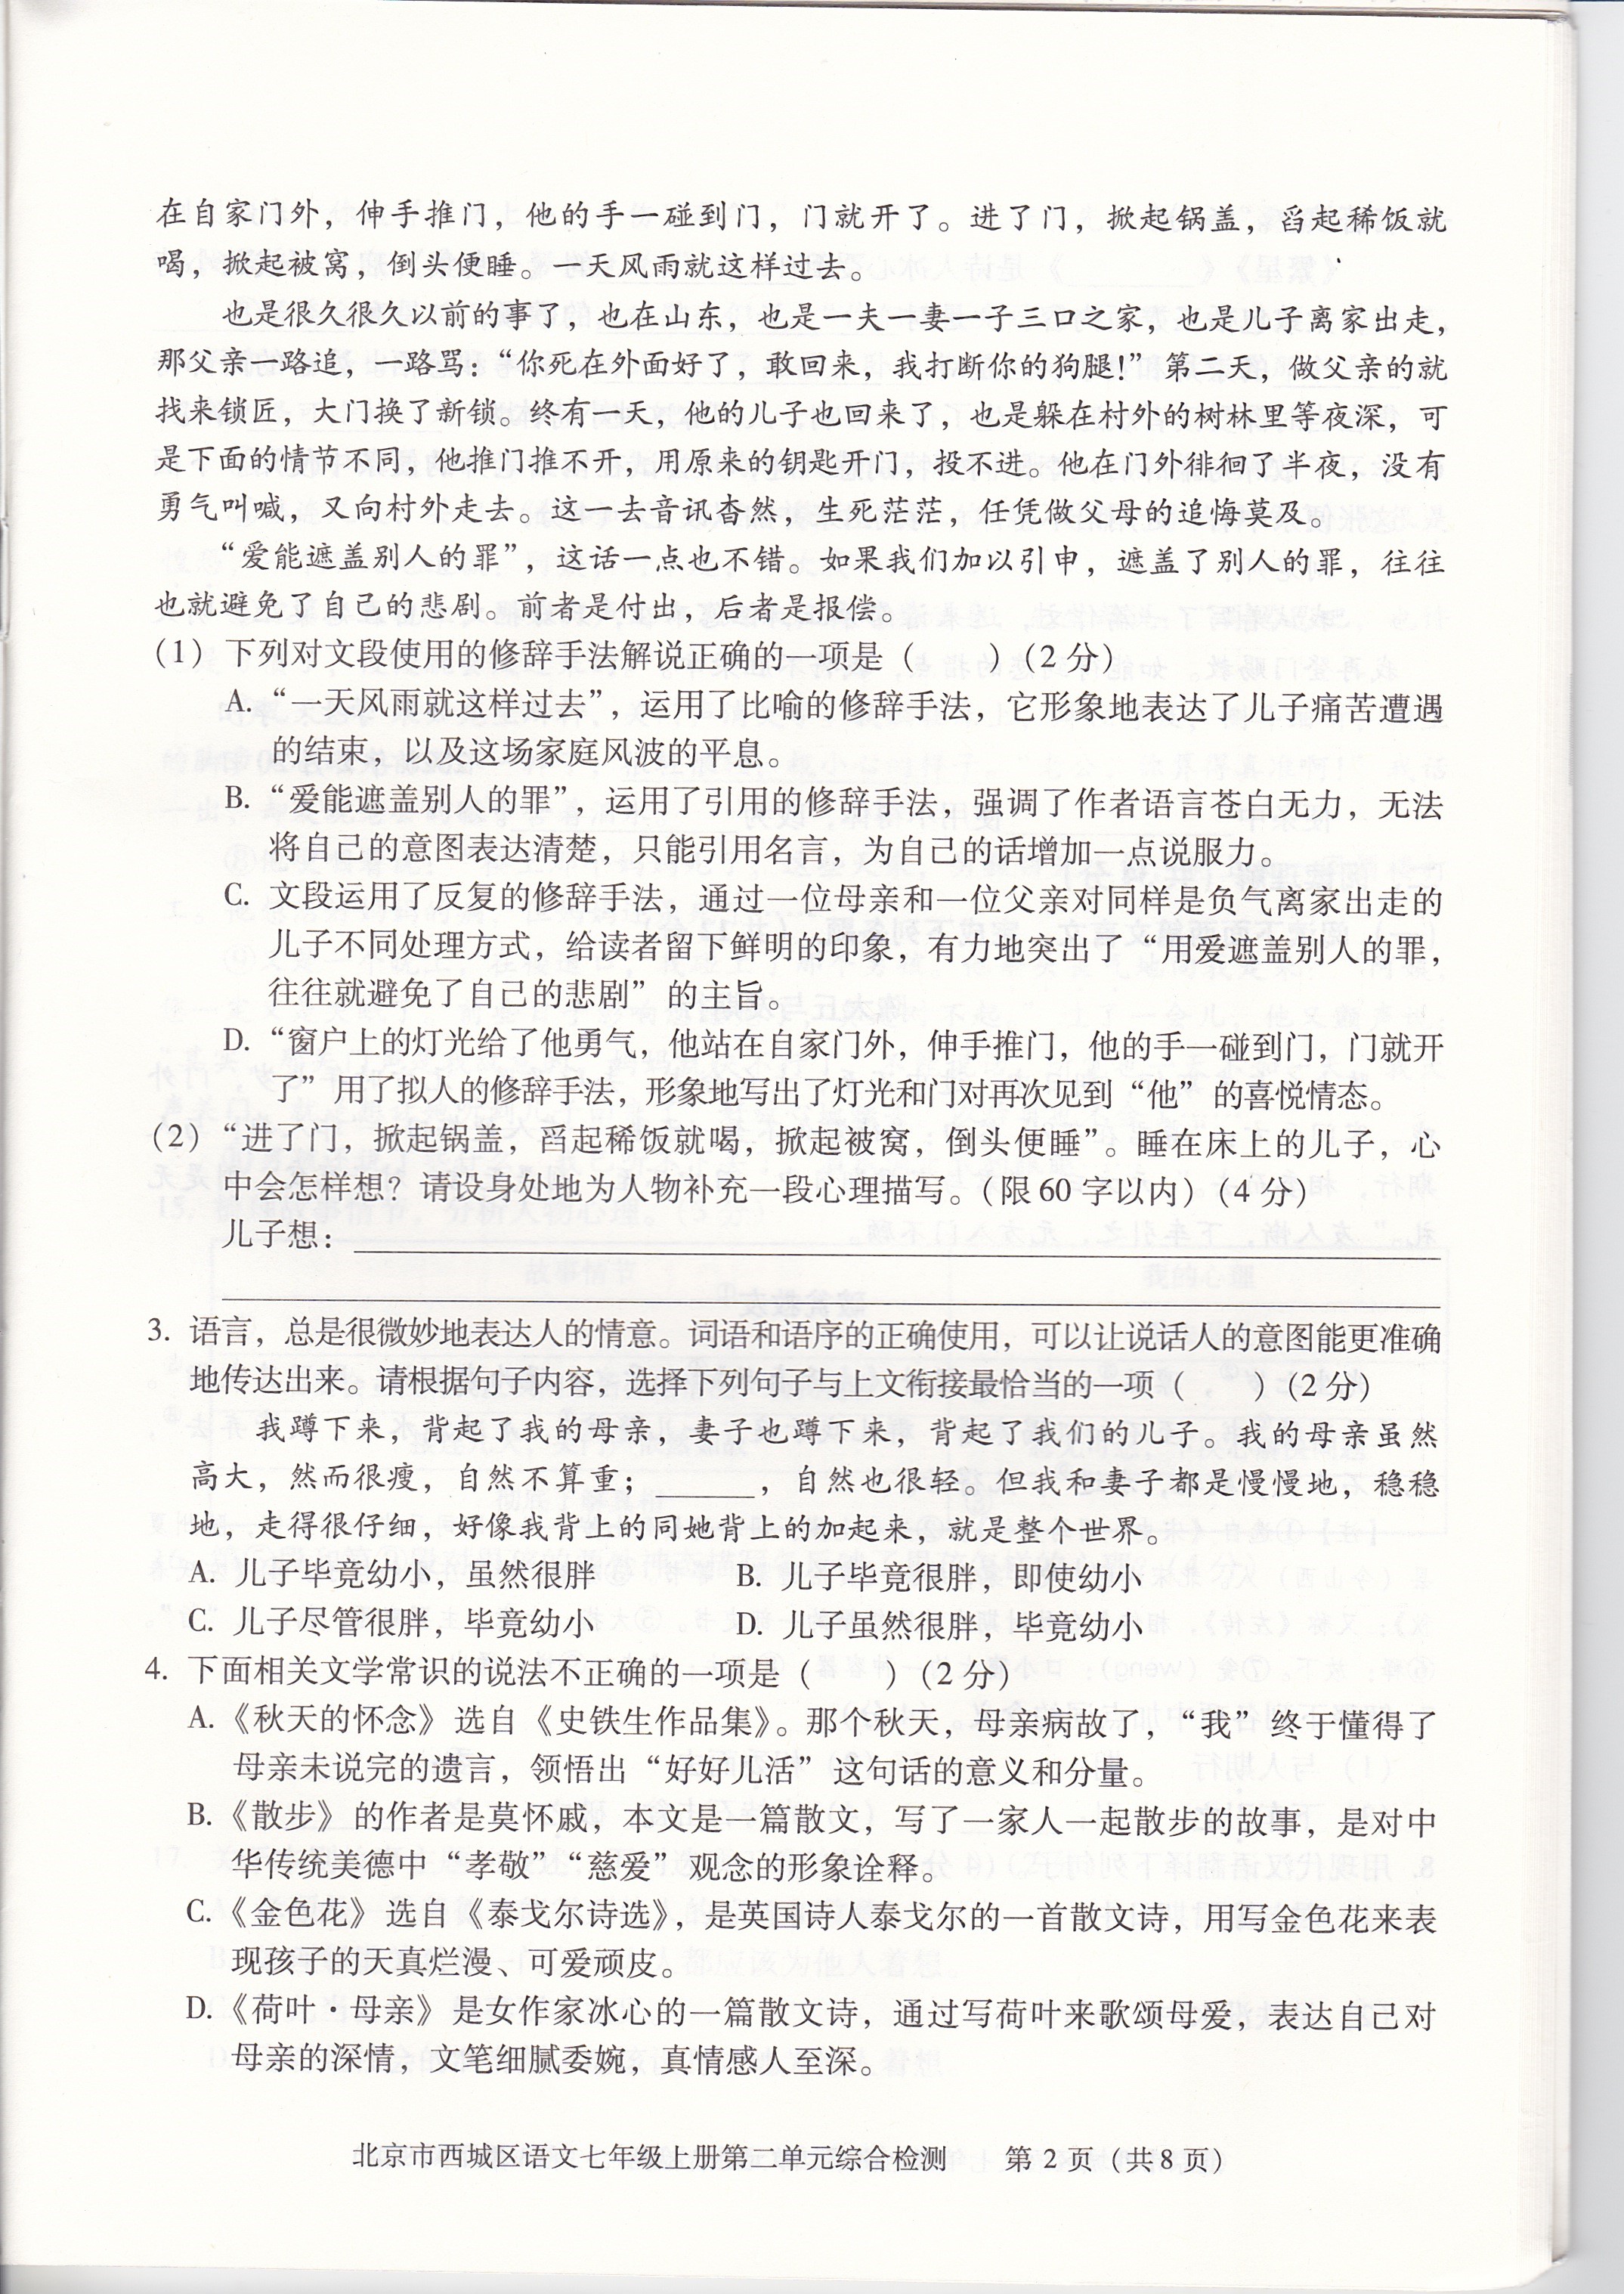 在自家门外，伸手推门，他的手一碰到门，门就开了。进了门，掀起锅盖，舀起稀饭就
喝，掀起被窝，倒头便睡。一天风雨就这样过去。
也是很久很久以前的事了，也在山东，也是一夫一妻一子三口之家，也是儿子离家出走，
那父亲一路追，一路骂：“你死在外面好了，敢回来，我打断你的狗腿！”第二天，做父亲的就
找来锁匠，大门换了新锁。终有一天，他的儿子也回来了，也是躲在村外的树林里等夜深，可
是下面的情节不同，他推门推不开，用原来的钥匙开门，投不进。他在门外徘徊了半夜，没有
勇气叫喊，又向村外走去。这一去音讯杳然，生死茫茫，任凭做父母的追悔莫及。
“爱能遮盖别人的罪”，这话一点也不错。如果我们加以引申，遮盖了别人的罪，往往
也就避免了自己的悲剧。前者是付出，后者是报偿。
（1）下列对文段使用的修辞手法解说正确的一项是（　　）（2分）
A.“一天风雨就这样过去”，运用了比喻的修辞手法，它形象地表达了儿子痛苦遭遇
的结束，以及这场家庭风波的平息。
B.“爱能遮盖别人的罪”，运用了引用的修辞手法，强调了作者语言苍白无力，无法
将自己的意图表达清楚，只能引用名言，为自己的话增加一点说服力。
C. 文段运用了反复的修辞手法，通过一位母亲和一位父亲对同样是负气离家出走的
儿子不同处理方式，给读者留下鲜明的印象，有力地突出了“用爱遮盖别人的罪，
往往就避免了自己的悲剧”的主旨。
D.“窗户上的灯光给了他勇气，他站在自家门外，伸手推门，他的手一碰到门，门就开
了”用了拟人的修辞手法，形象地写出了灯光和门对再次见到“他”的喜悦情态。
（2）“进了门，掀起锅盖，舀起稀饭就喝，掀起被窝，倒头便睡”。睡在床上的儿子，心
中会怎样想？请设身处地为人物补充一段心理描写。（限60字以内）（4分）
儿子想：
3. 语言，总是很微妙地表达人的情意。词语和语序的正确使用，可以让说话人的意图能更准确
地传达出来。请根据句子内容，选择下列句子与上文衔接最恰当的一项（　　）（2分）
我蹲下来，背起了我的母亲，妻子也蹲下来，背起了我们的儿子。我的母亲虽然
高大，然而很瘦，自然不算重；______，自然也很轻。但我和妻子都是慢慢地，稳稳
地，走得很仔细，好像我背上的同她背上的加起来，就是整个世界。
A. 儿子毕竟幼小，虽然很胖　　B. 儿子毕竟很胖，即使幼小
C. 儿子尽管很胖，毕竟幼小　　D. 儿子虽然很胖，毕竟幼小
4. 下面相关文学常识的说法不正确的一项是（　　）（2分）
A.《秋天的怀念》选自《史铁生作品集》。那个秋天，母亲病故了，“我”终于懂得了
母亲未说完的遗言，领悟出“好好儿活”这句话的意义和分量。
B.《散步》的作者是莫怀戚，本文是一篇散文，写了一家人一起散步的故事，是对中
华传统美德中“孝敬”“慈爱”观念的形象诠释。
C.《金色花》选自《泰戈尔诗选》，是英国诗人泰戈尔的一首散文诗，用写金色花来表
现孩子的天真烂漫、可爱顽皮。
D.《荷叶·母亲》是女作家冰心的一篇散文诗，通过写荷叶来歌颂母爱，表达自己对
母亲的深情，文笔细腻委婉，真情感人至深。
北京市西城区语文七年级上册第二单元综合检测　　第2页（共8页）